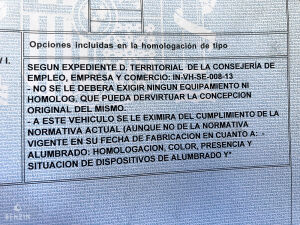 Opciones incluidas en la homologación de tipo
/ I.
SEGUN EXPEDIENTE D. TERRITORIAL DE LA CONSEJERÍA DE
EMPLEO, EMPRESA Y COMERCIO: IN-VH-SE-008-13
- NO SE LE DEBERA EXIGIR NINGUN EQUIPAMIENTO NI
HOMOLOG. QUE PUEDA DERVIRTUAR LA CONCEPCION
ORIGINAL DEL MISMO.
- A ESTE VEHICULO SE LE EXIMIRA DEL CUMPLIMIENTO DE LA
NORMATIVA ACTUAL (AUNQUE NO DE LA NORMATIVA
VIGENTE EN SU FECHA DE FABRICACION EN CUANTO A: -
ALUMBRADO: HOMOLOGACION, COLOR, PRESENCIA Y
SITUACION DE DISPOSITIVOS DE ALUMBRADO Y*
BENZIN